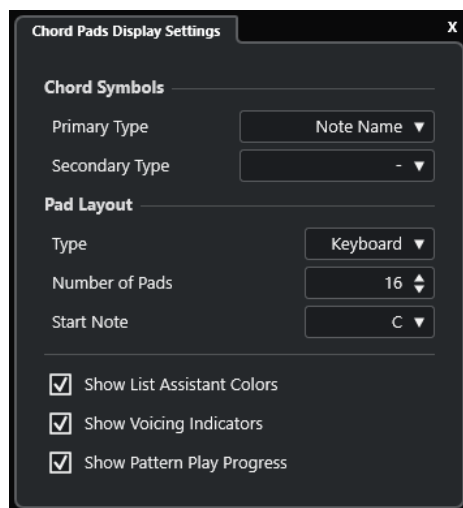 Chord Pads Display Settings X
Chord Symbols
Primary Type Note Name
Secondary Type -
Pad Layout
Type Keyboard
Number of Pads 16
Start Note C
Show List Assistant Colors
Show Voicing Indicators
Show Pattern Play Progress